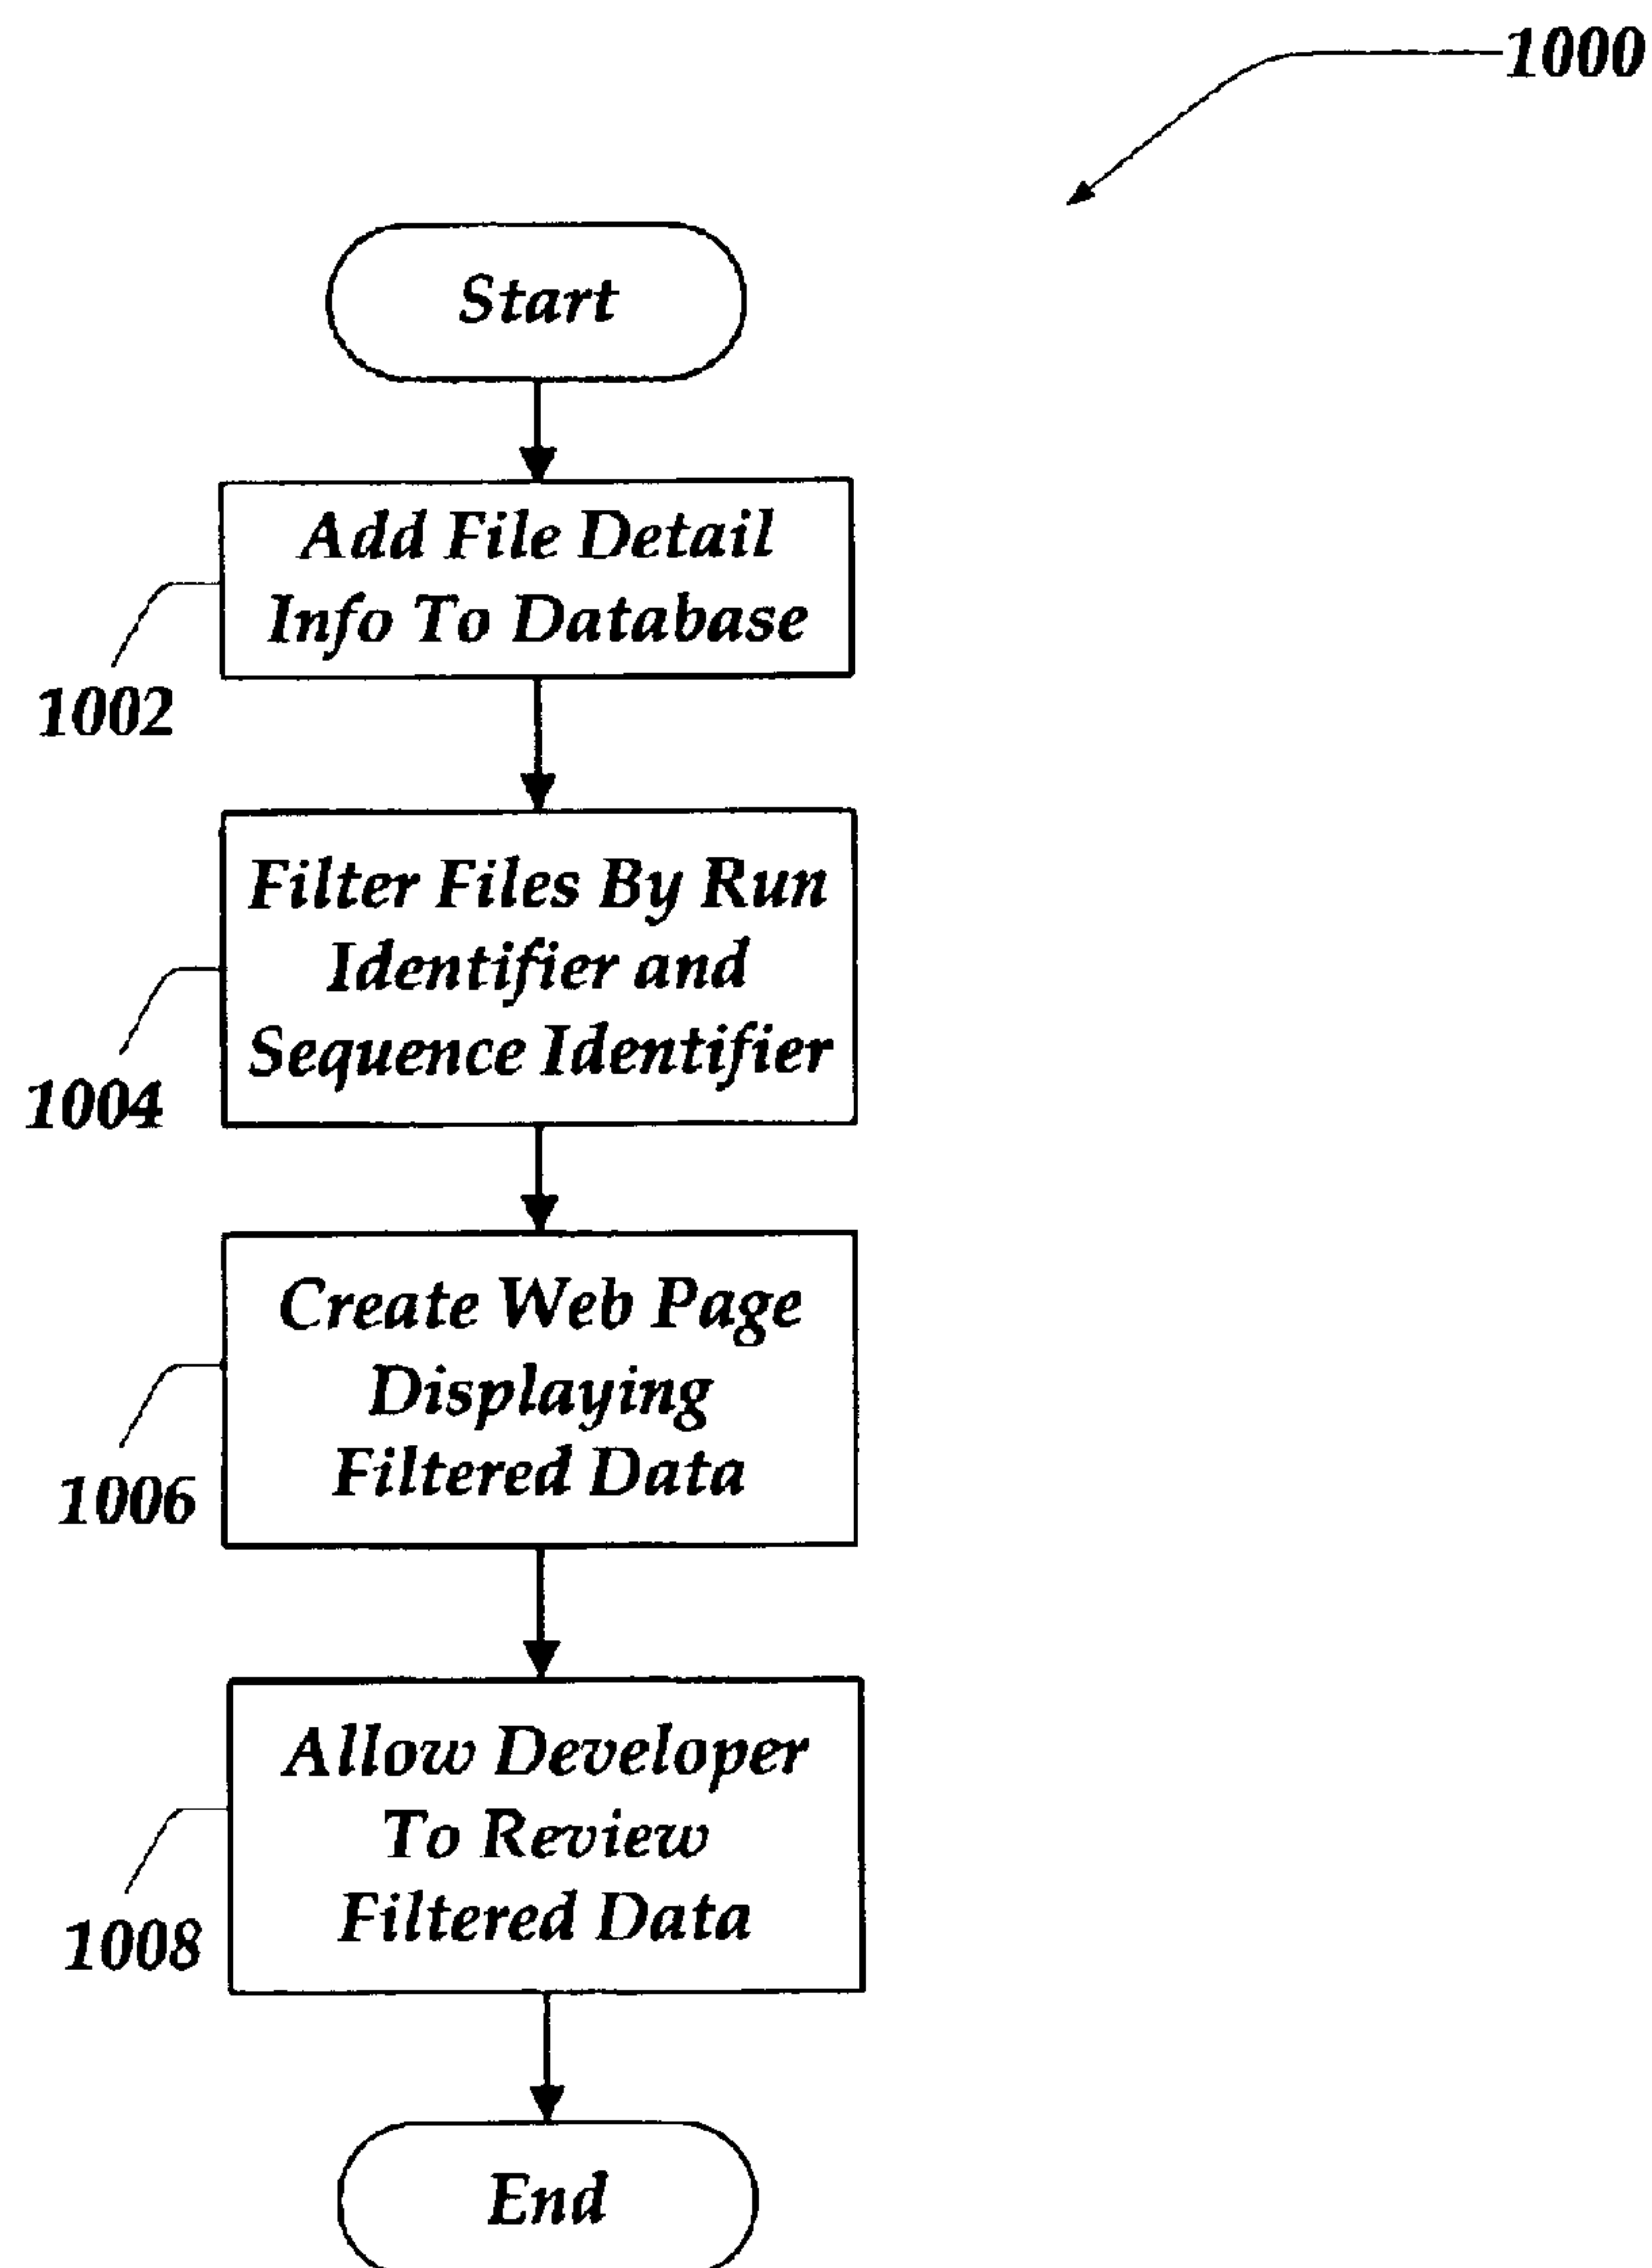 1000
Start
Add File Detail
Info To Database
1002
Filter Files By Run
Identifier and
Sequence Identifier
1004
Create Web Page
Displaying
Filtered Data
1006
Allow Developer
To Review
Filtered Data
1008
End